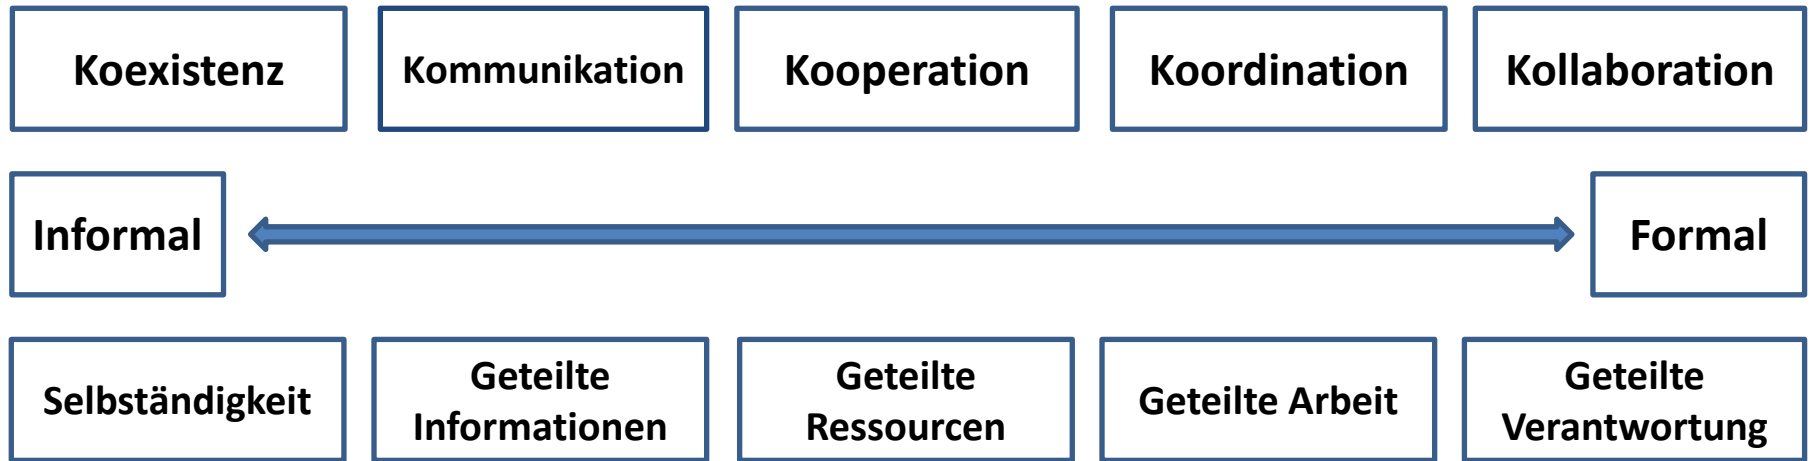 Koexistenz
Kommunikation
Kooperation
Koordination
Kollaboration
Informal
Formal
Selbständigkeit
Geteilte
Informationen
Geteilte
Ressourcen
Geteilte Arbeit
Geteilte
Verantwortung